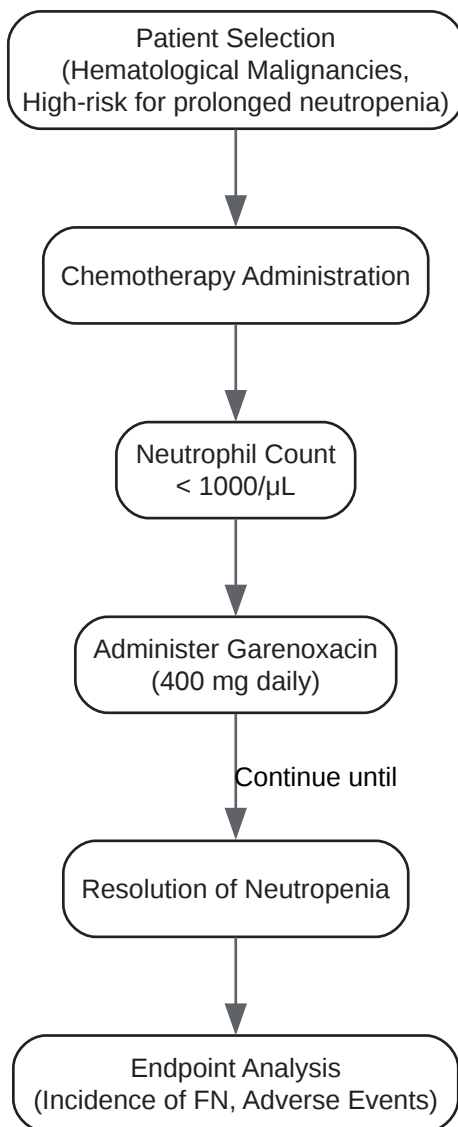 Patient Selection
(Hematological Malignancies,
High-risk for prolonged neutropenia)
Chemotherapy Administration
Neutrophil Count
< 1000/μL
Administer Garenoxacin
(400 mg daily)
Continue until
Resolution of Neutropenia
Endpoint Analysis
(Incidence of FN, Adverse Events)